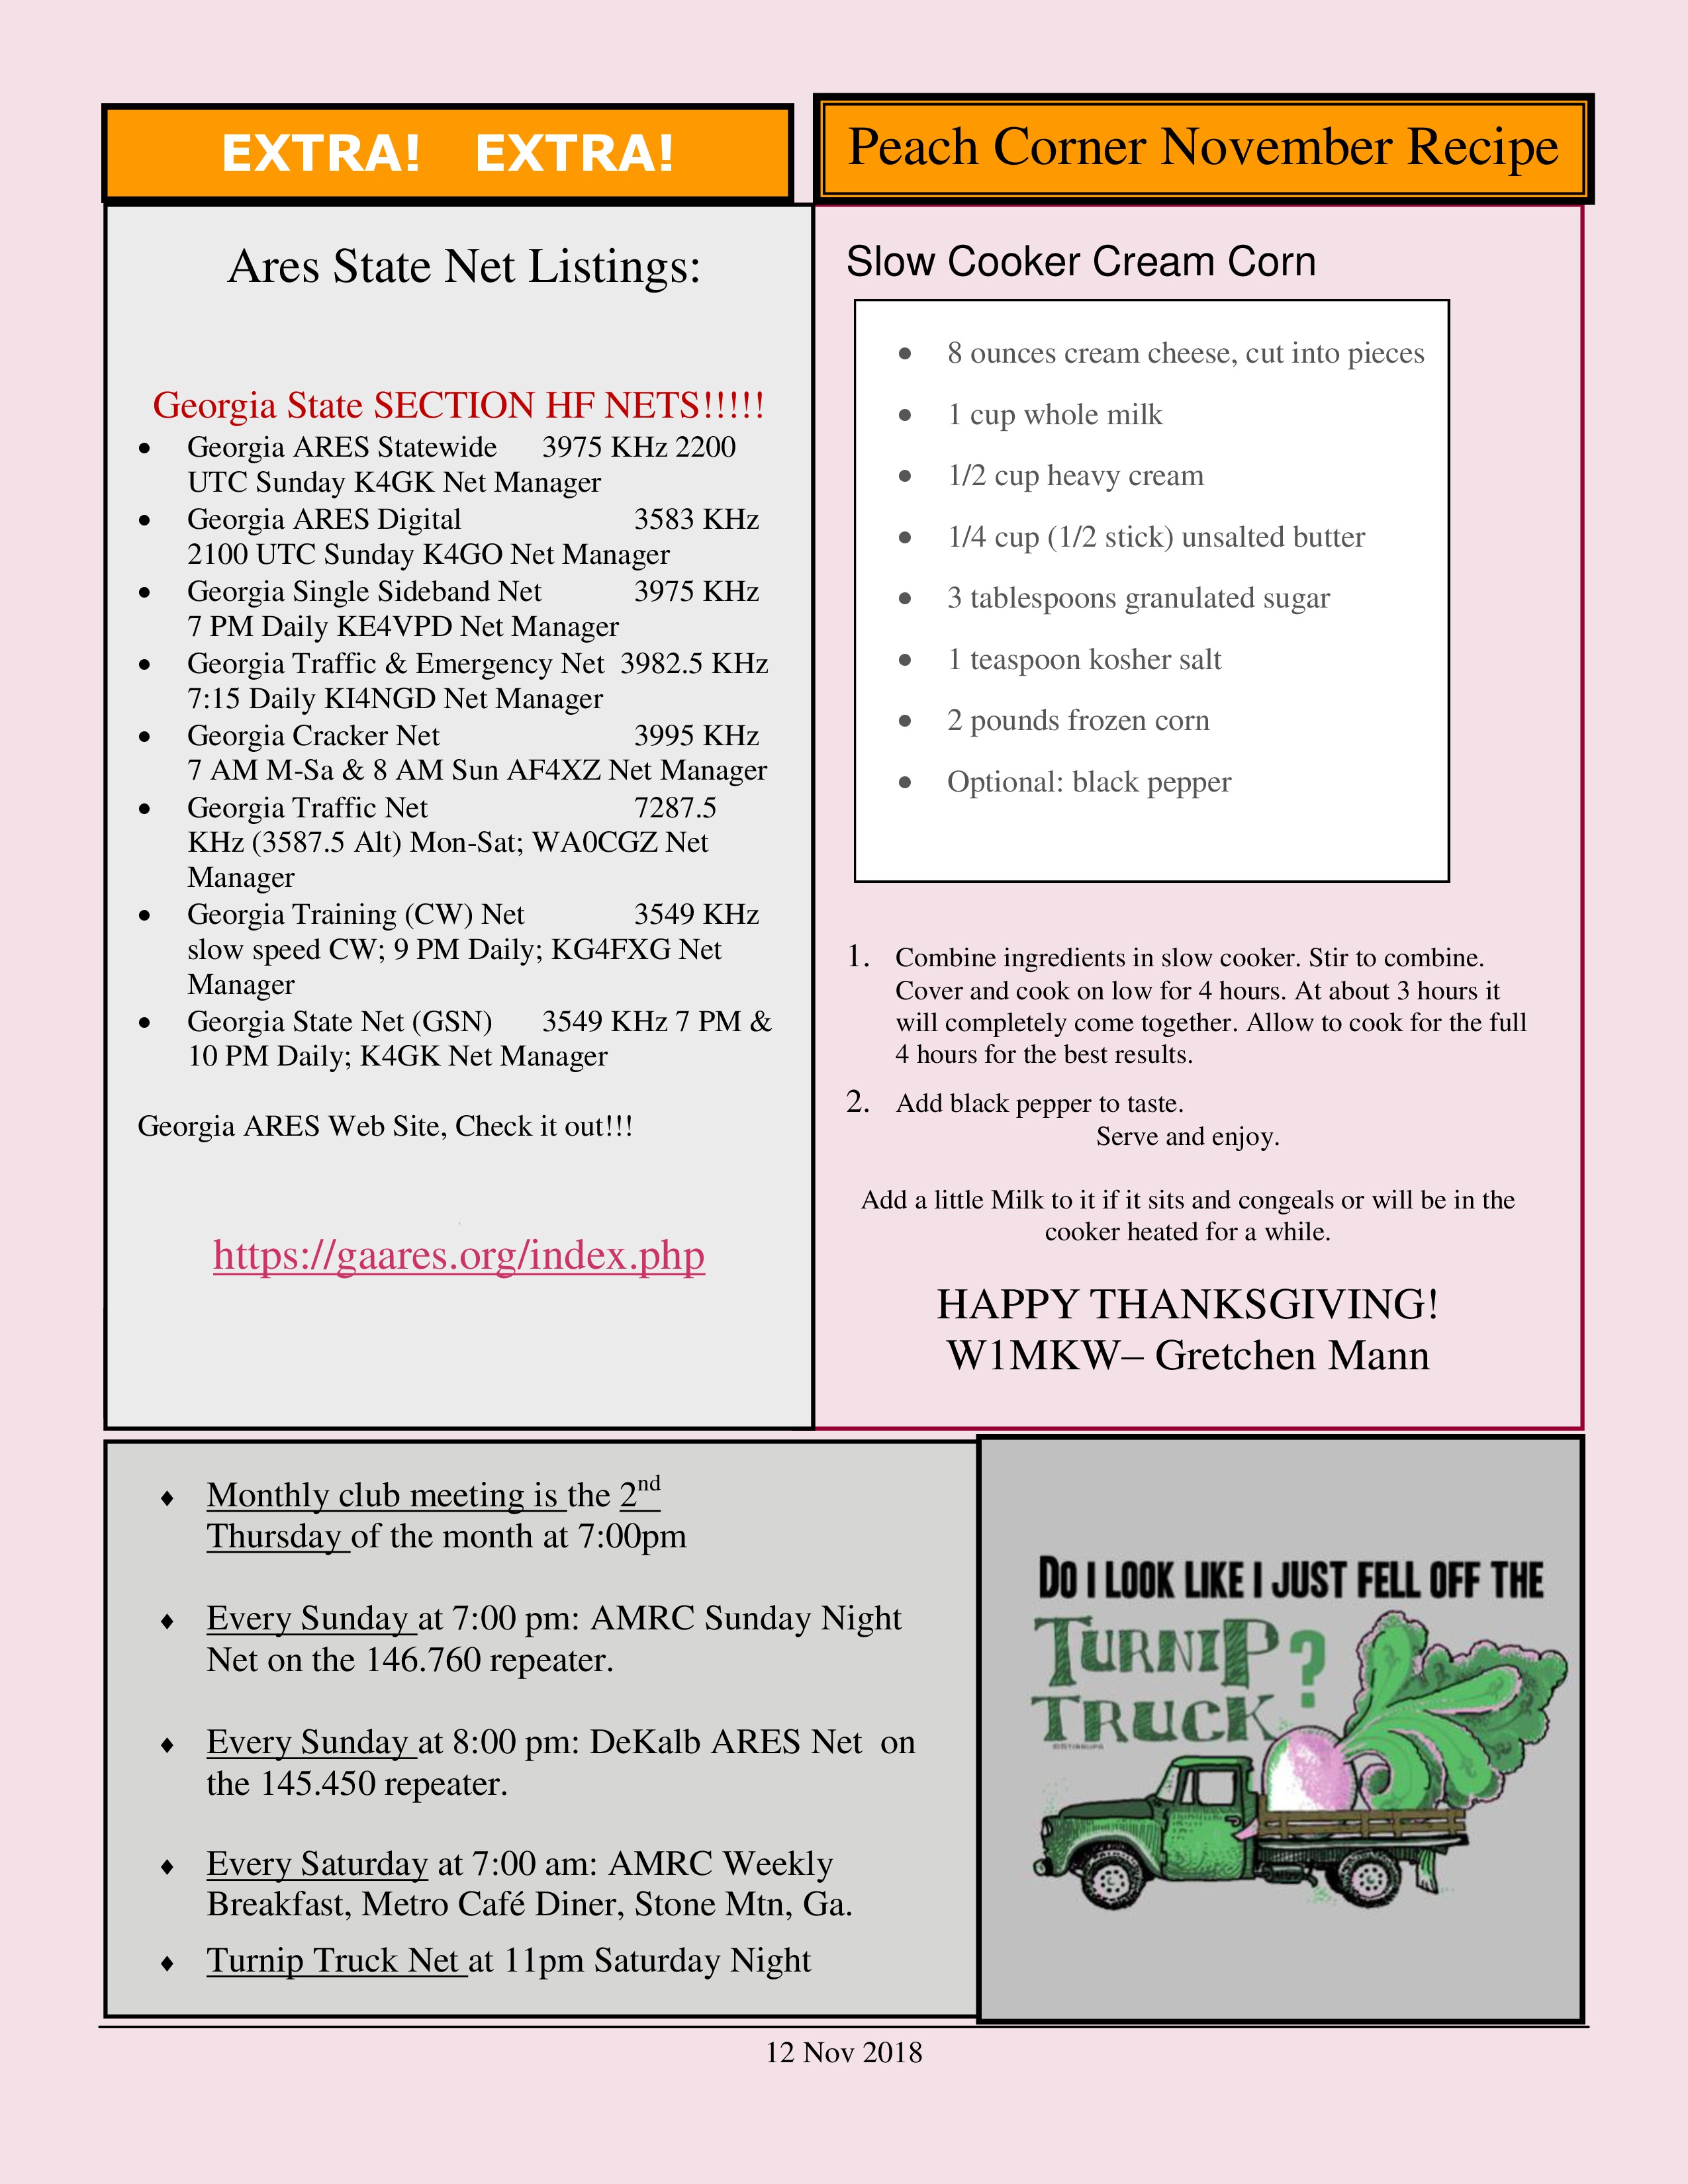 EXTRA! EXTRA!
Ares State Net Listings:
Georgia State SECTION HF NETS!!!!!
• Georgia ARES Statewide 3975 KHz 2200
UTC Sunday K4GK Net Manager
• Georgia ARES Digital 3583 KHz
2100 UTC Sunday K4GO Net Manager
• Georgia Single Sideband Net 3975 KHz
7 PM Daily KE4VPD Net Manager
• Georgia Traffic & Emergency Net 3982.5 KHz
7:15 Daily KI4NGD Net Manager
• Georgia Cracker Net 3995 KHz
7 AM M-Sa & 8 AM Sun AF4XZ Net Manager
• Georgia Traffic Net 7287.5
KHz (3587.5 Alt) Mon-Sat; WA0CGZ Net
Manager
• Georgia Training (CW) Net 3549 KHz
slow speed CW; 9 PM Daily; KG4FXG Net
Manager
• Georgia State Net (GSN) 3549 KHz 7 PM &
10 PM Daily; K4GK Net Manager
Georgia ARES Web Site, Check it out!!!
https://gaares.org/index.php
Peach Corner November Recipe
Slow Cooker Cream Corn
• 8 ounces cream cheese, cut into pieces
• 1 cup whole milk
• 1/2 cup heavy cream
• 1/4 cup (1/2 stick) unsalted butter
• 3 tablespoons granulated sugar
• 1 teaspoon kosher salt
• 2 pounds frozen corn
• Optional: black pepper
1. Combine ingredients in slow cooker. Stir to combine.
Cover and cook on low for 4 hours. At about 3 hours it
will completely come together. Allow to cook for the full
4 hours for the best results.
2. Add black pepper to taste.
Serve and enjoy.
Add a little Milk to it if it sits and congeals or will be in the
cooker heated for a while.
HAPPY THANKSGIVING!
W1MKW– Gretchen Mann
♦ Monthly club meeting is the 2nd
Thursday of the month at 7:00pm
♦ Every Sunday at 7:00 pm: AMRC Sunday Night
Net on the 146.760 repeater.
♦ Every Sunday at 8:00 pm: DeKalb ARES Net on
the 145.450 repeater.
♦ Every Saturday at 7:00 am: AMRC Weekly
Breakfast, Metro Café Diner, Stone Mtn, Ga.
♦ Turnip Truck Net at 11pm Saturday Night
DO I LOOK LIKE I JUST FELL OFF THE
TURNIP
TRUCK?
12 Nov 2018